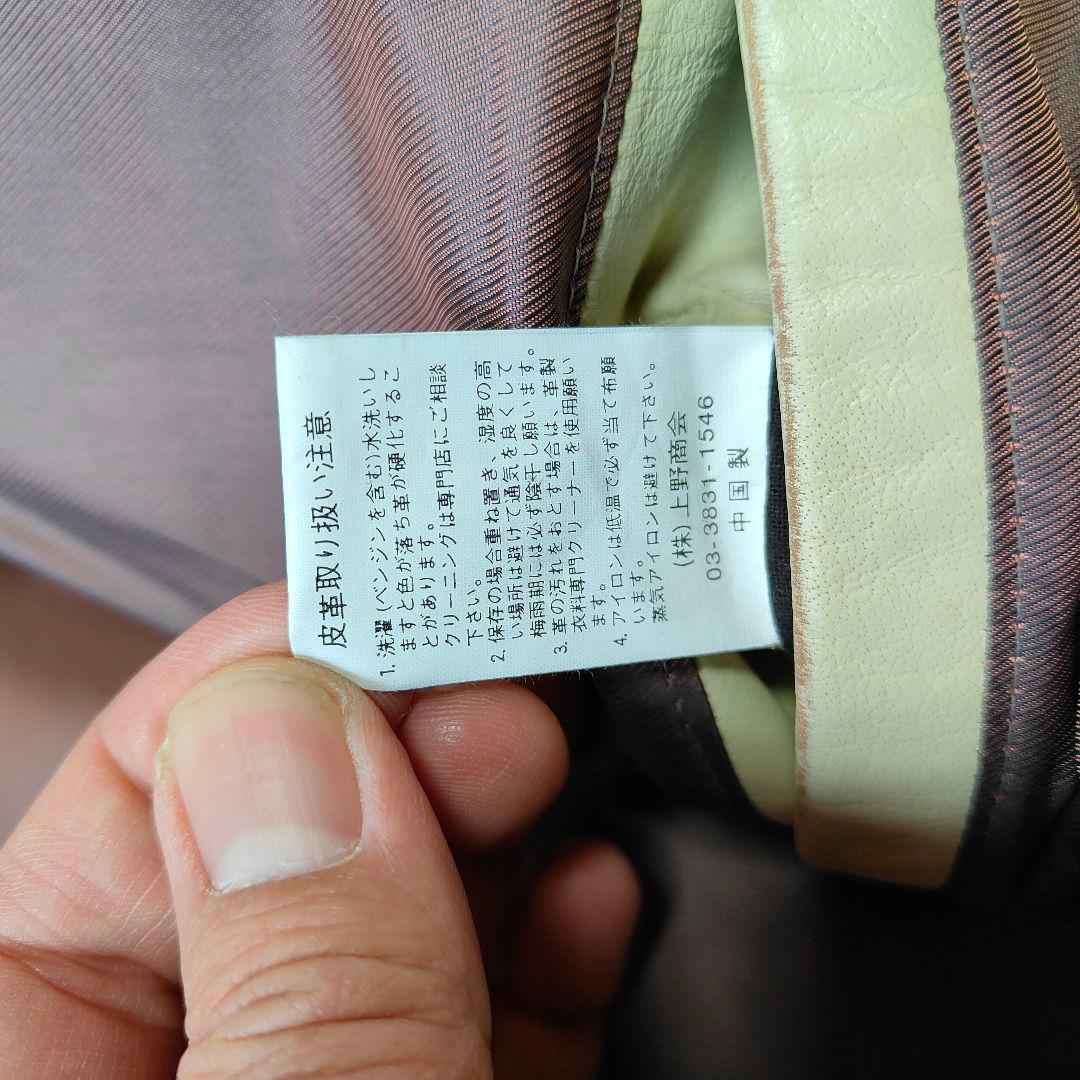 皮革取り扱い注意
1. 洗濯(ベンジンを含む)水洗いし
ますと色が落ち革が硬化するこ
とがあります。
クリーニングは専門店にご相談
下さい。
2. 保存の場合重ね置き、湿度の高
い場所は避けて通気を良くして
梅雨期には必ず陰干し願います。
3. 革の汚れをおとす場合は、革製
衣料専門クリーナーを使用願い
ます。
4. アイロンは低温で必ず当て布願
います。
蒸気アイロンは避けて下さい。
(株)上野商会
03-3831-1546
中国製